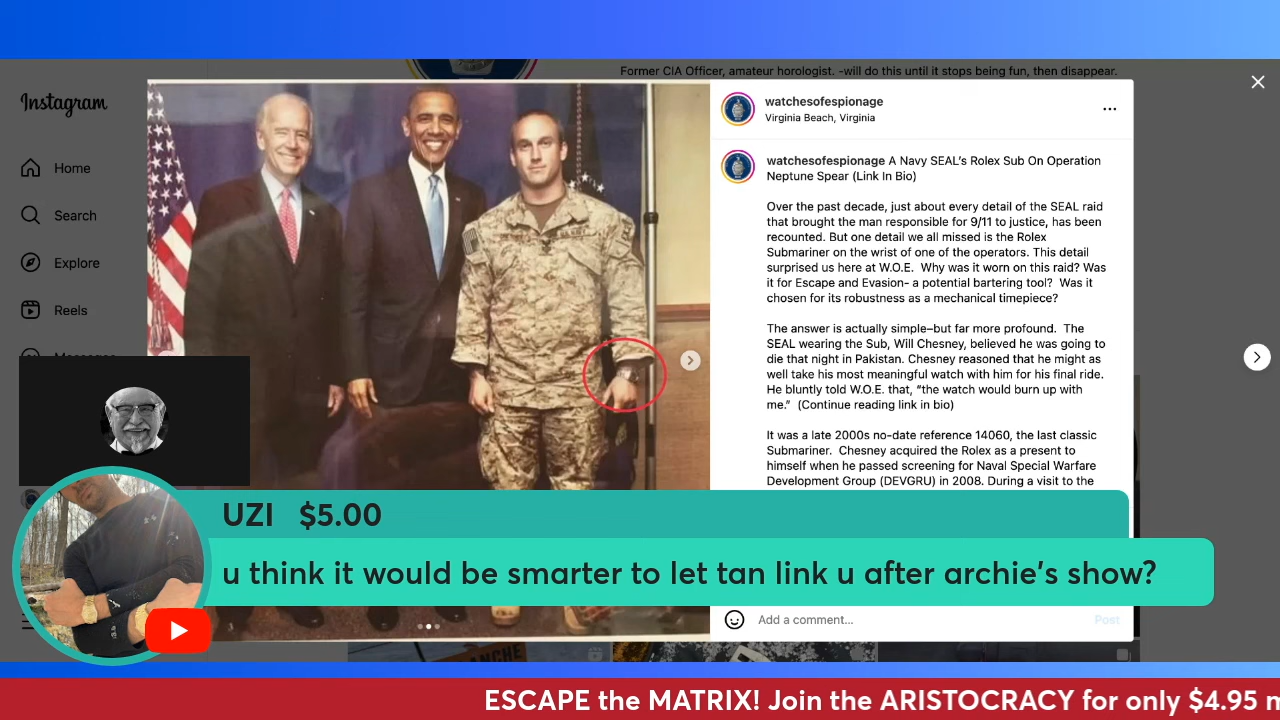 Former CIA Officer, amateur horologist. -will do this until it stops being fun, then disappear.
Instagram
Home
Search
Explore
Reels
watchesofespionage
Virginia Beach, Virginia
watchesofespionage A Navy SEAL's Rolex Sub On Operation
Neptune Spear (Link In Bio)
Over the past decade, just about every detail of the SEAL raid
that brought the man responsible for 9/11 to justice, has been
recounted. But one detail we all missed is the Rolex
Submariner on the wrist of one of the operators. This detail
surprised us here at W.O.E.  Why was it worn on this raid? Was
it for Escape and Evasion- a potential bartering tool?  Was it
chosen for its robustness as a mechanical timepiece?
The answer is actually simple–but far more profound.  The
SEAL wearing the Sub, Will Chesney, believed he was going to
die that night in Pakistan. Chesney reasoned that he might as
well take his most meaningful watch with him for his final ride.
He bluntly told W.O.E. that, "the watch would burn up with
me."  (Continue reading link in bio)
It was a late 2000s no-date reference 14060, the last classic
Submariner.  Chesney acquired the Rolex as a present to
himself when he passed screening for Naval Special Warfare
Development Group (DEVGRU) in 2008. During a visit to the
UZI $5.00
u think it would be smarter to let tan link u after archie's show?
Add a comment...
Post
ESCAPE the MATRIX! Join the ARISTOCRACY for only $4.95